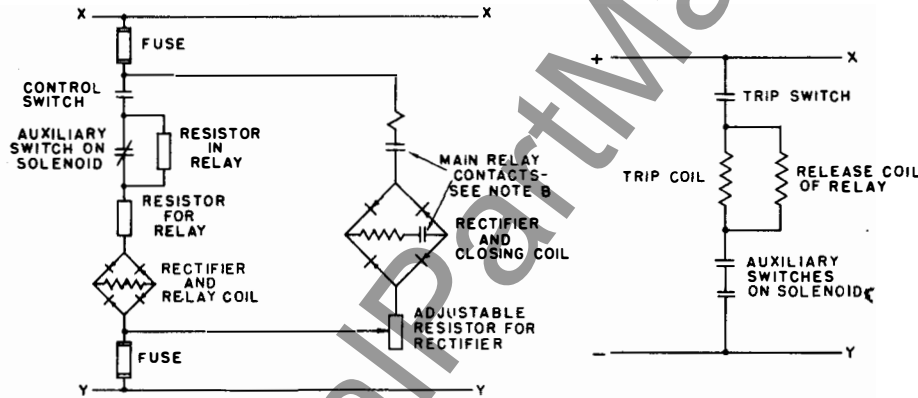 X
X
FUSE
CONTROL
SWITCH
AUXILIARY
SWITCH ON
SOLENOID
RESISTOR
IN
RELAY
RESISTOR
FOR
RELAY
RECTIFIER
AND
RELAY COIL
FUSE
Y
Y
MAIN RELAY
CONTACTS-
SEE NOTE B
RECTIFIER
AND
CLOSING COIL
ADJUSTABLE
RESISTOR FOR
RECTIFIER
+
X
TRIP SWITCH
TRIP COIL
RELEASE COIL
OF RELAY
AUXILIARY
SWITCHES
ON SOLENOID
-
Y
alPartMa